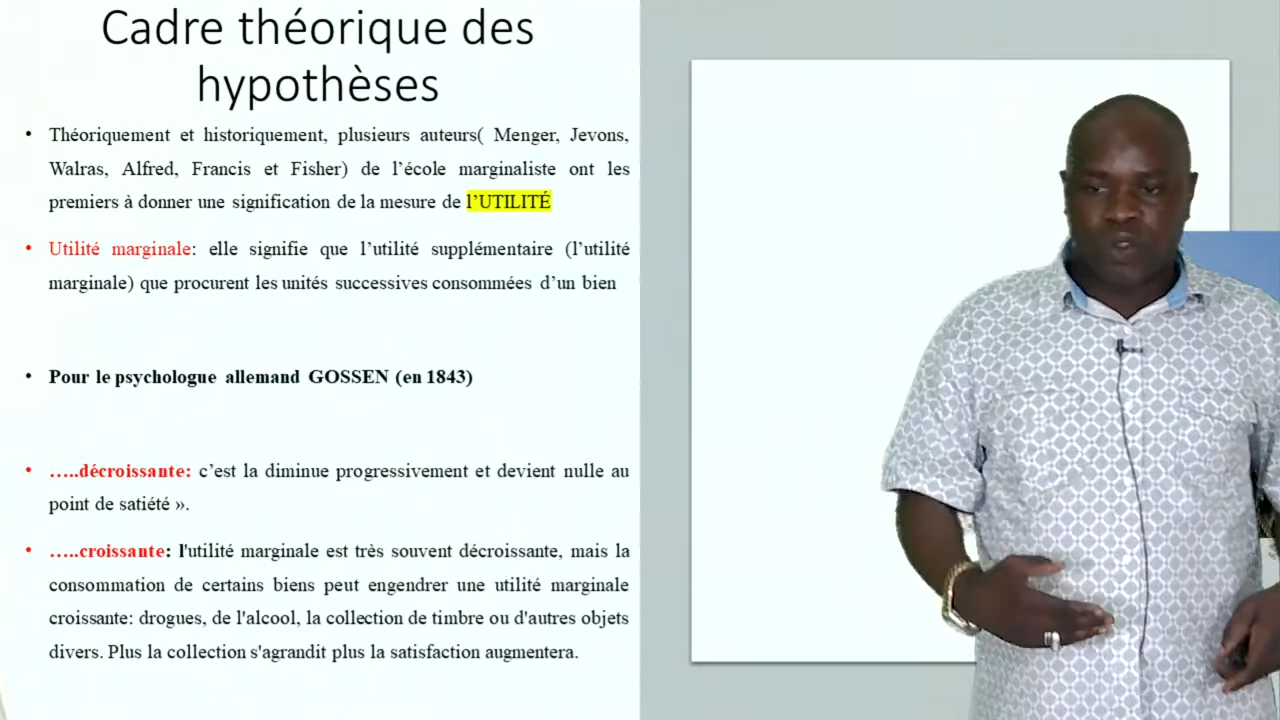 Cadre théorique des
hypothèses
• Théoriquement et historiquement, plusieurs auteurs( Menger, Jevons,
Walras, Alfred, Francis et Fisher) de l’école marginaliste ont les
premiers à donner une signification de la mesure de l’UTILITÉ
• Utilité marginale: elle signifie que l’utilité supplémentaire (l’utilité
marginale) que procurent les unités successives consommées d’un bien
• Pour le psychologue allemand GOSSEN (en 1843)
• …..décroissante: c’est la diminue progressivement et devient nulle au
point de satiété ».
• …..croissante: l'utilité marginale est très souvent décroissante, mais la
consommation de certains biens peut engendrer une utilité marginale
croissante: drogues, de l'alcool, la collection de timbre ou d'autres objets
divers. Plus la collection s'agrandit plus la satisfaction augmentera.